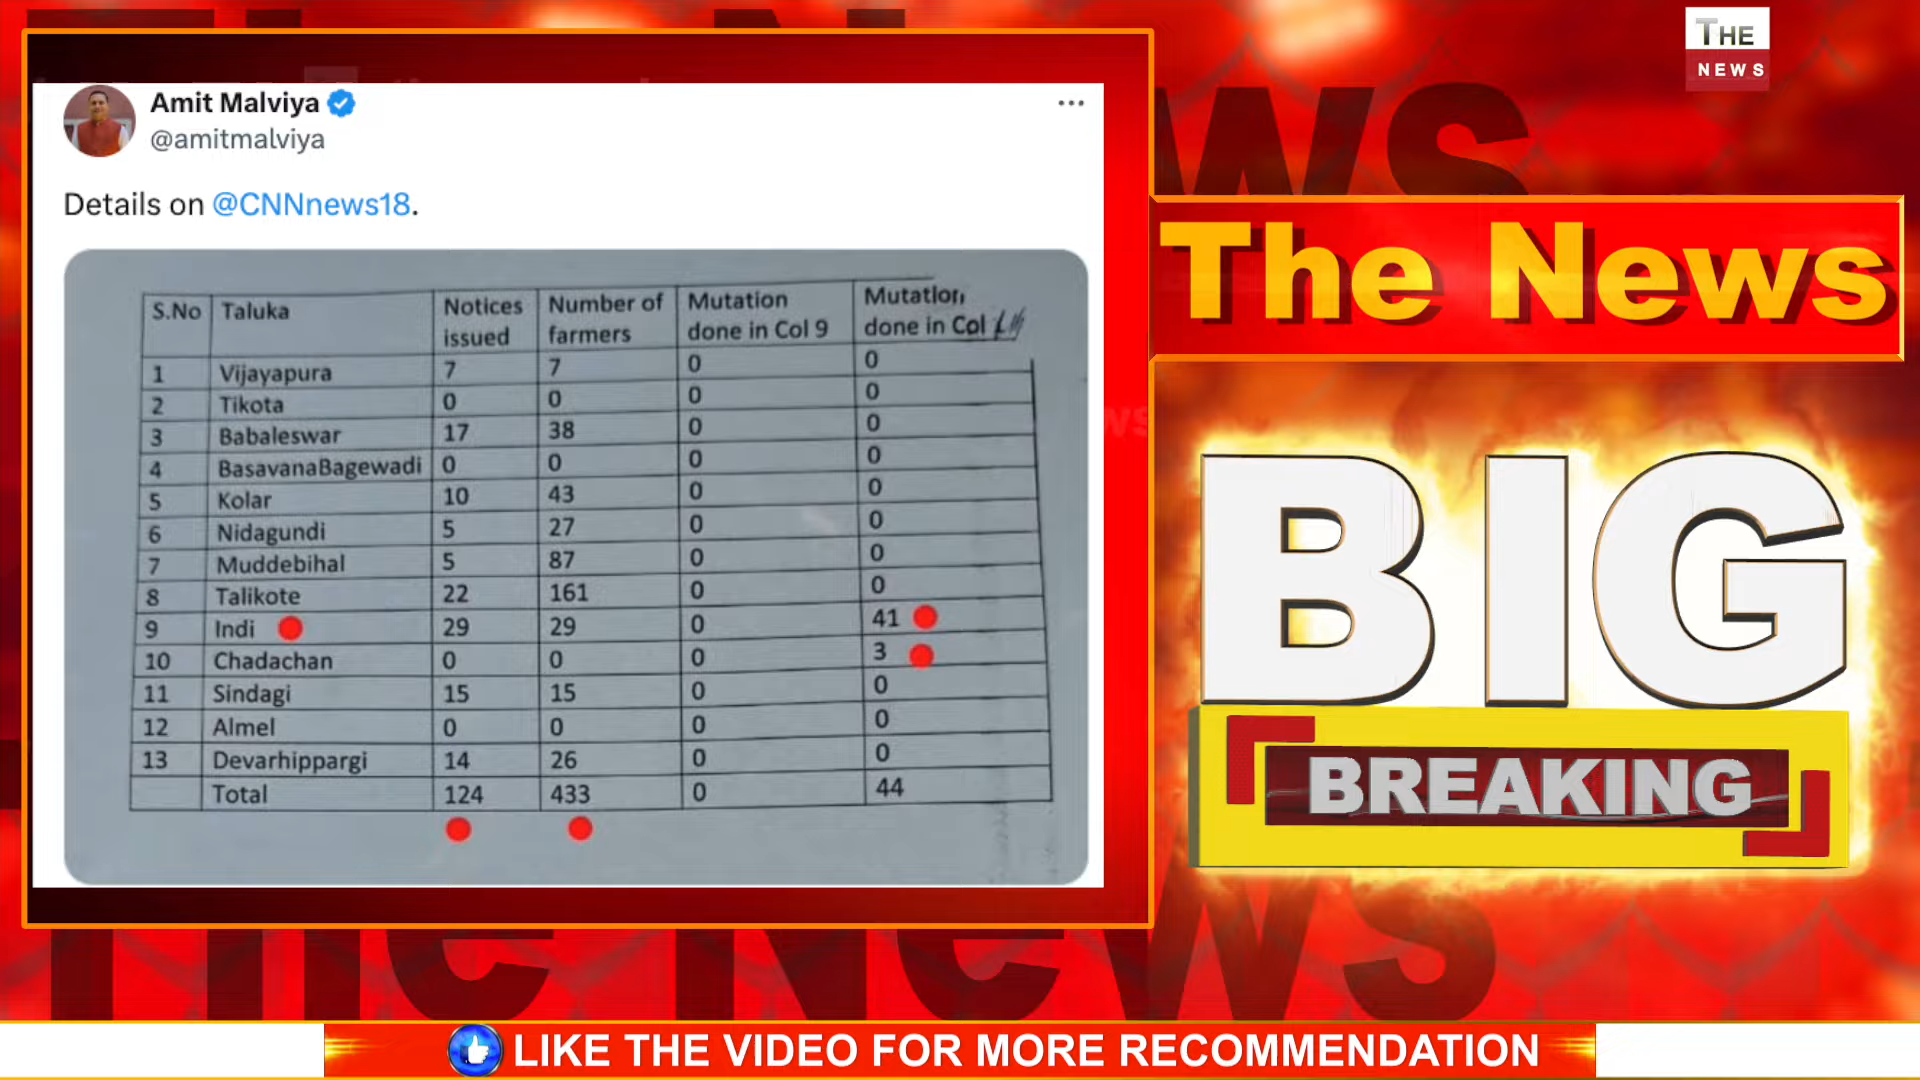 THE
NEWS
Amit Malviya
@amitmalviya
Details on @CNNnews18.
S.No Taluka Notices issued Number of farmers Mutation done in Col 9 Mutation done in Col
1 Vijayapura 7 7 0 0
2 Tikota 0 0 0 0
3 Babaleswar 17 38 0 0
4 BasavanaBagewadi 0 0 0 0
5 Kolar 10 43 0 0
6 Nidagundi 5 27 0 0
7 Muddebihal 5 87 0 0
8 Talikote 22 161 0 0
9 Indi 29 29 0 41
10 Chadachan 0 0 0 3
11 Sindagi 15 15 0 0
12 Almel 0 0 0 0
13 Devarhippargi 14 26 0 0
Total 124 433 0 44
The News
BIG
BREAKING
LIKE THE VIDEO FOR MORE RECOMMENDATION